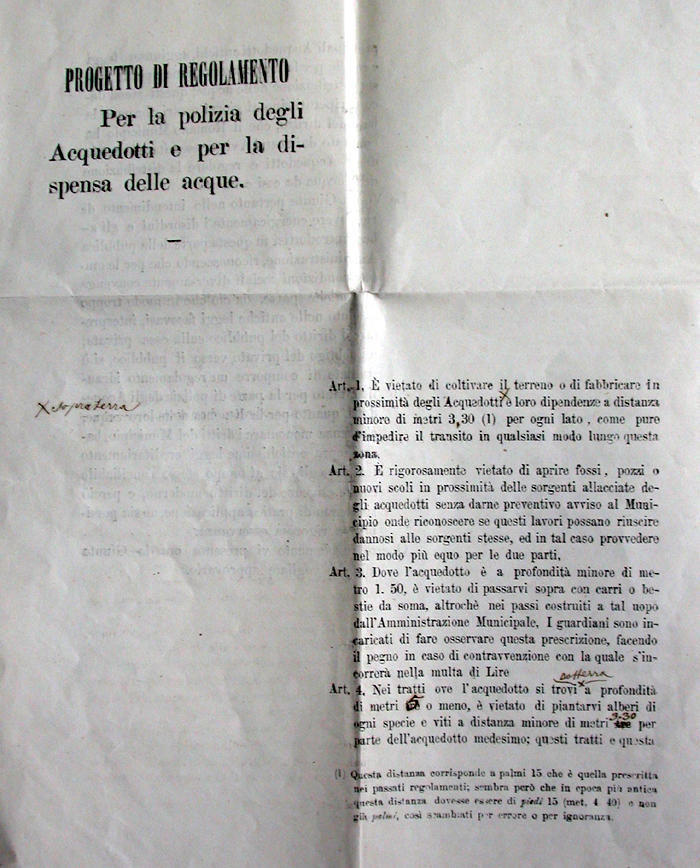 PROGETTO DI REGOLAMENTO
Per la polizia degli
Acquedotti e per la di-
spensa delle acque.
Art. 1. È vietato di coltivare il terreno o di fabbricare in
prossimità degli Acquedotti X e loro dipendenze a distanza
X sopraterra
minore di metri 3,30 (1) per ogni lato, come pure
d'impedire il transito in qualsiasi modo lungo questa
zona.
Art. 2. È rigorosamente vietato di aprire fossi, pozzi o
nuovi scoli in prossimità delle sorgenti allacciate de-
gli acquedotti senza darne preventivo avviso al Muni-
cipio onde riconoscere se questi lavori possano riuscire
dannosi alle sorgenti stesse, ed in tal caso provvedere
nel modo più equo per le due parti.
Art. 3. Dove l'acquedotto è a profondità minore di me-
tro 1. 50, è vietato di passarvi sopra con carri o be-
stie da soma, altrochè nei passi costruiti a tal uopo
dall'Amministrazione Municipale. I guardiani sono in-
caricati di fare osservare questa prescrizione, facendo
il pegno in caso di contravvenzione con la quale s'in-
correrà nella multa di Lire
sotterra
Art. 4. Nei tratti ove l'acquedotto si trovi X a profondità
di metri o meno, è vietato di piantarvi alberi di
3-30
ogni specie e viti a distanza minore di metri tre per
parte dell'acquedotto medesimo; questi tratti e questa
(1) Questa distanza corrisponde a palmi 15 che è quella prescritta
nei passati regolamenti; sembra però che in epoca più antica
questa distanza dovesse essere di piedi 15 (met. 4 40) e non
già palmi, così scambiati per errore o per ignoranza.